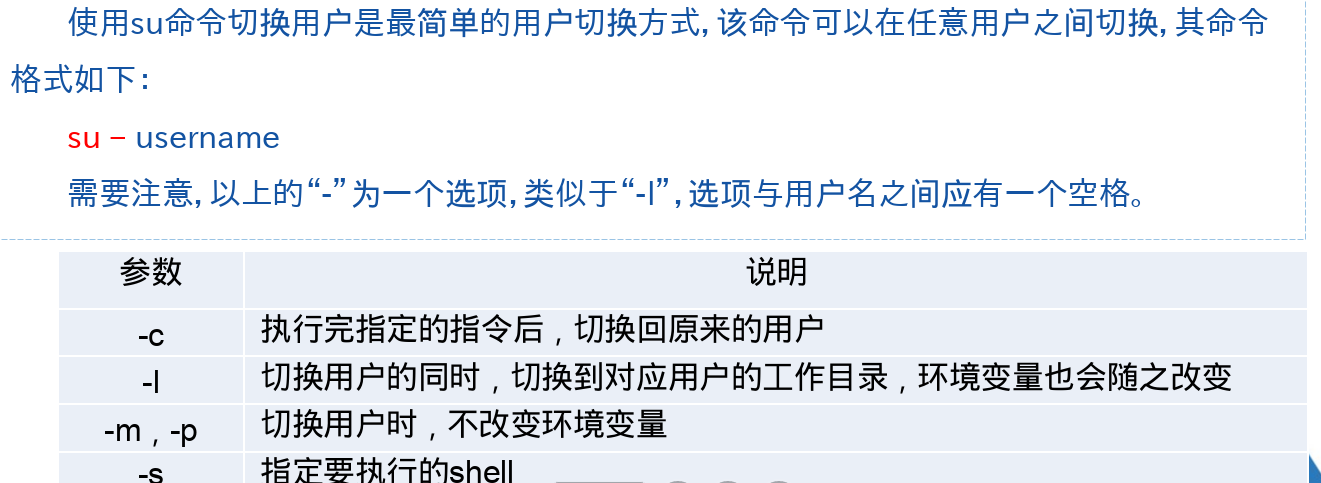 使用su命令切换用户是最简单的用户切换方式,该命令可以在任意用户之间切换,其命令
格式如下:
su – username
需要注意,以上的“-”为一个选项,类似于“-l”,选项与用户名之间应有一个空格。
参数 说明
-c 执行完指定的指令后,切换回原来的用户
-l 切换用户的同时,切换到对应用户的工作目录,环境变量也会随之改变
-m,-p 切换用户时,不改变环境变量
-s 指定要执行的shell